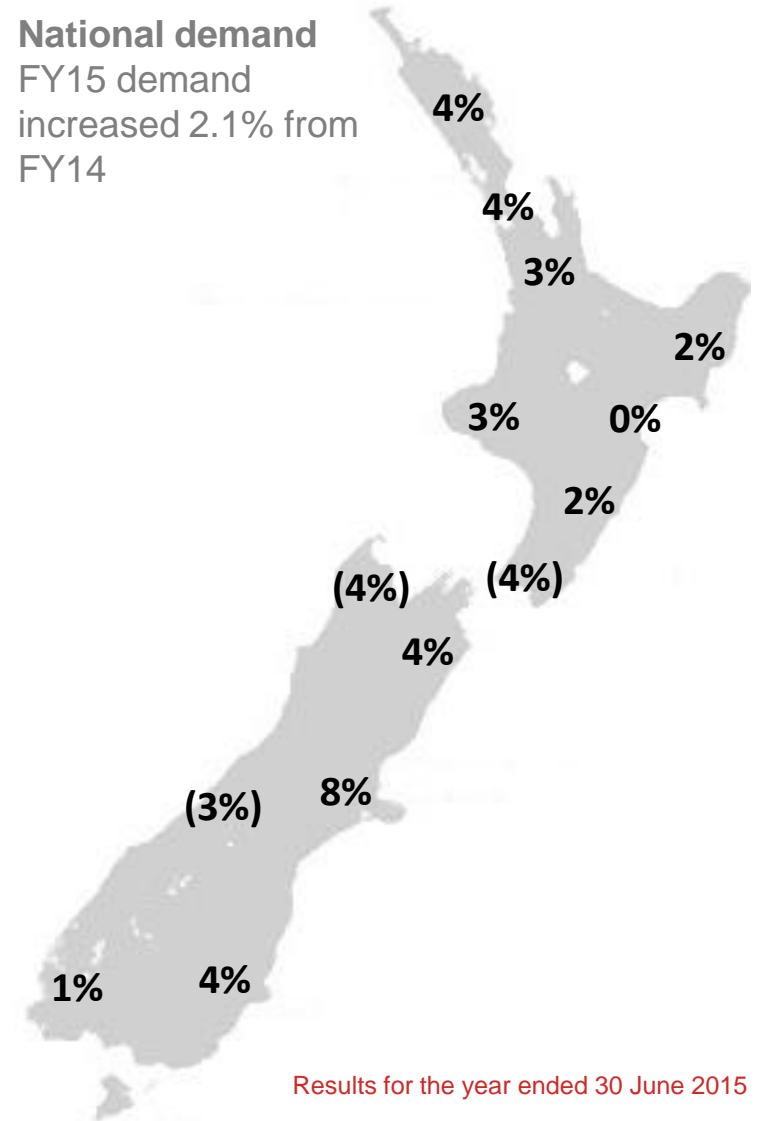 National demand
FY15 demand
increased 2.1% from
FY14
4%
4%
3%
2%
3%
0%
2%
(4%)
(4%)
4%
8%
(3%)
4%
1%
Results for the year ended 30 June 2015